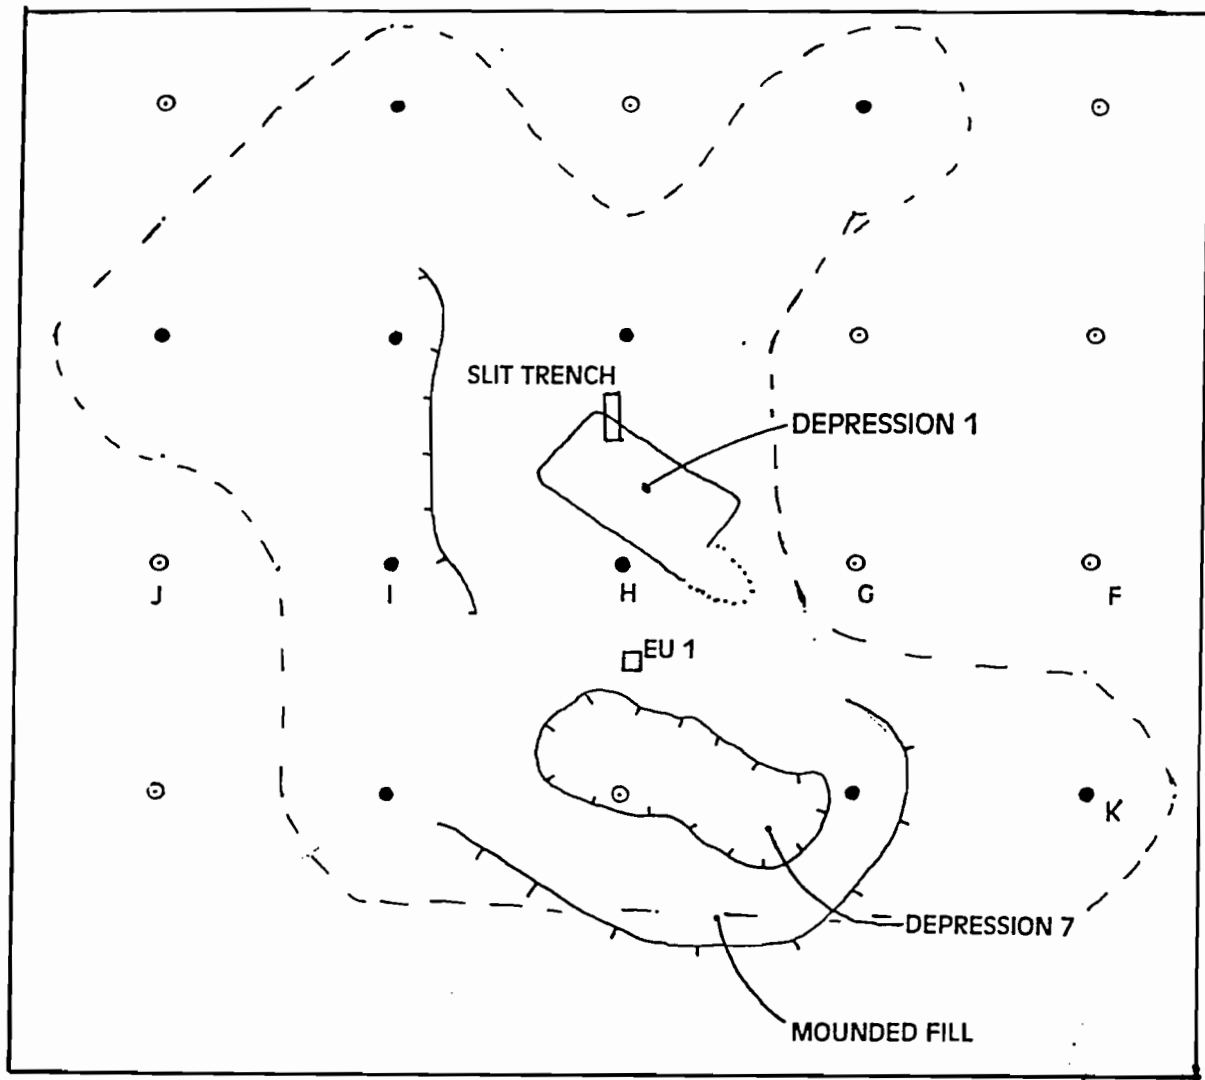 SLIT TRENCH
DEPRESSION 1
J
I
H
G
F
EU 1
K
DEPRESSION 7
MOUNDED FILL